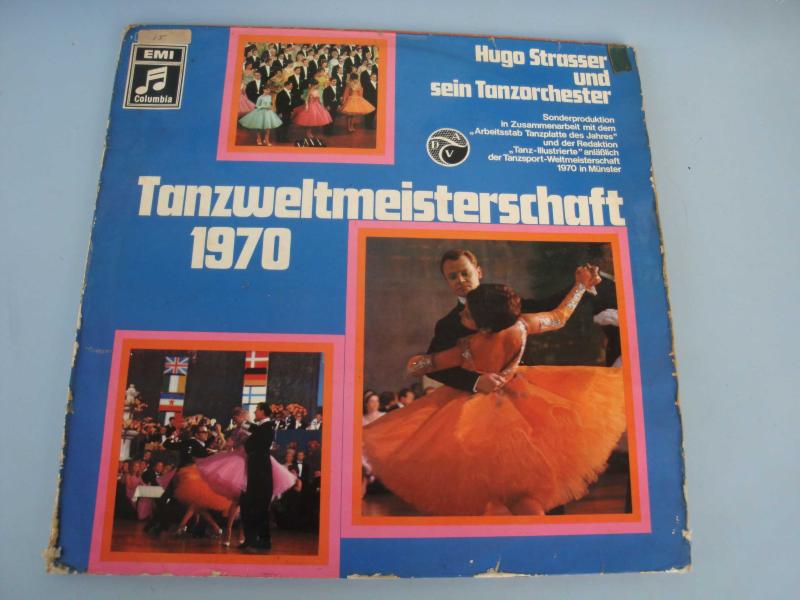 EMI
Columbia
Hugo Strasser
und
sein Tanzorchester
Sonderproduktion
in Zusammenarbeit mit dem
„Arbeitsstab Tanzplatte des Jahres"
und der Redaktion
„Tanz-Illustrierte" anläßlich
der Tanzsport-Weltmeisterschaft
1970 in Münster
Tanzweltmeisterschaft
1970